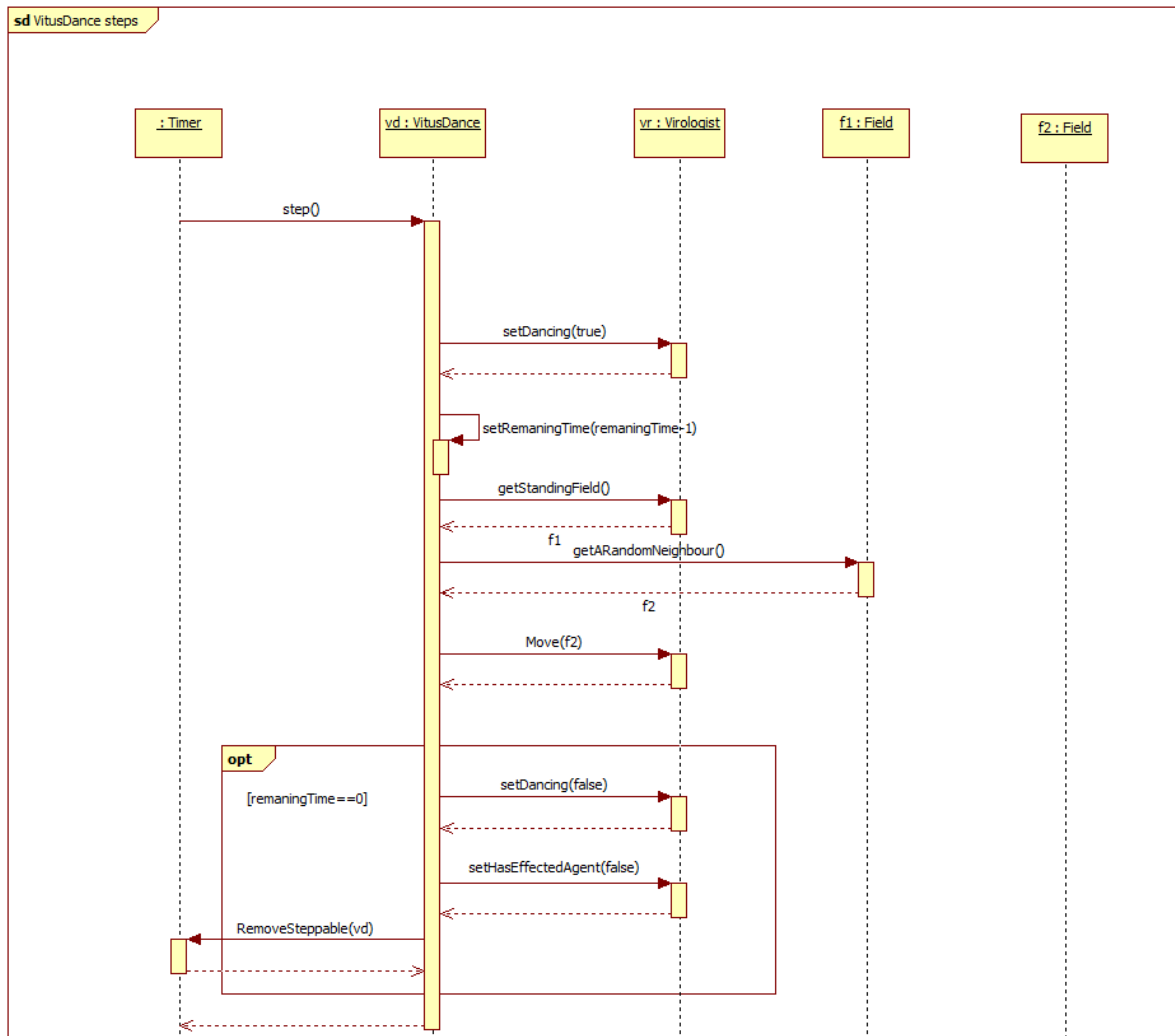 sd VitusDance steps
: Timer
vd : VitusDance
vr : Virologist
f1 : Field
f2 : Field
step()
setDancing(true)
setRemaningTime(remaningTime-1)
getStandingField()
f1
getARandomNeighbour()
f2
Move(f2)
opt
[remaningTime==0]
setDancing(false)
setHasEffectedAgent(false)
RemoveSteppable(vd)